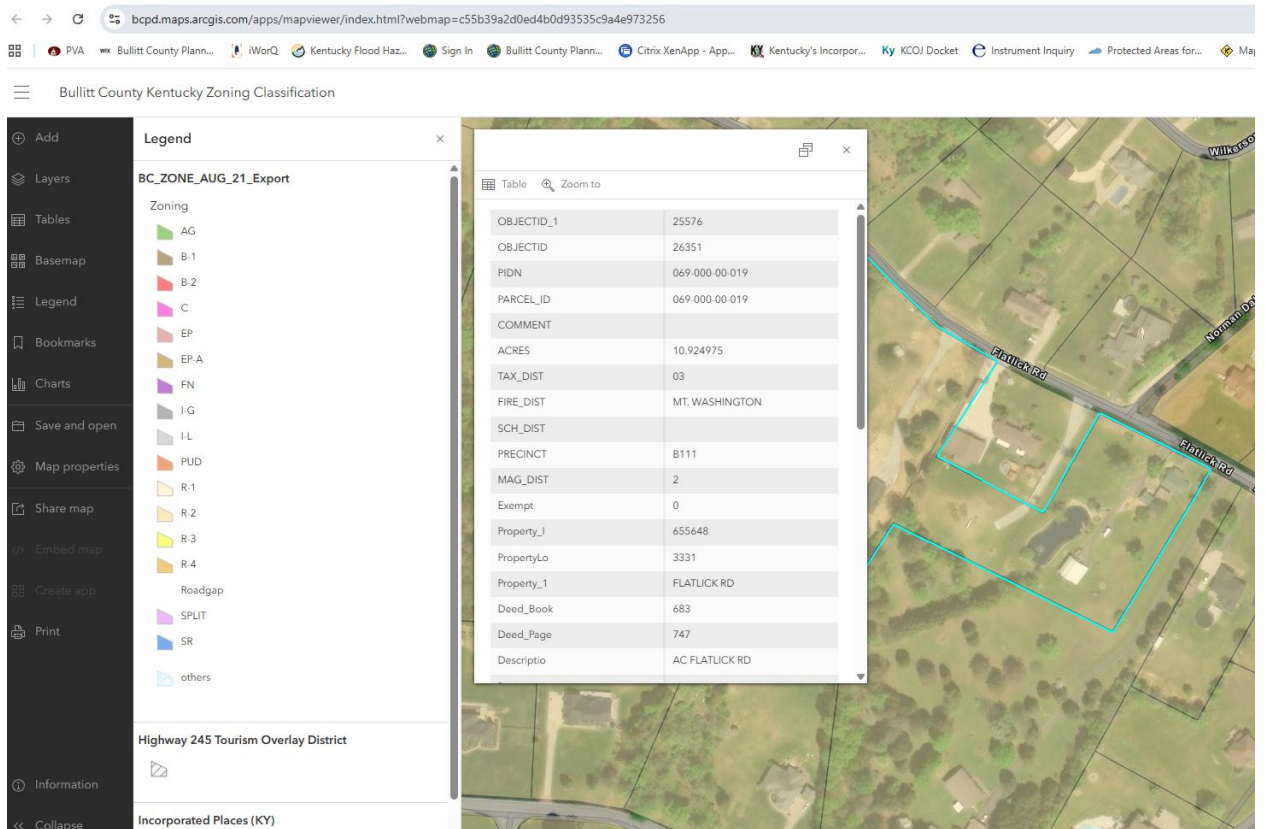 bcpd.maps.arcgis.com/apps/mapviewer/index.html?webmap=c55b39a2d0ed4b0d93535c9a4e973256
PVA Bullitt County Plann... iWorQ Kentucky Flood Haz... Sign In Bullitt County Plann... Citrix XenApp - App... Kentucky's Incorpor... KCOJ Docket Instrument Inquiry Protected Areas for...
Bullitt County Kentucky Zoning Classification
Add
Layers
Tables
Basemap
Legend
Bookmarks
Charts
Save and open
Map properties
Share map
Embed map
Create app
Print
Information
Collapse
Legend
BC_ZONE_AUG_21_Export
Zoning
AG
B-1
B-2
C
EP
EP-A
FN
I-G
I-L
PUD
R-1
R-2
R-3
R-4
Roadgap
SPLIT
SR
others
Highway 245 Tourism Overlay District
Incorporated Places (KY)
Table Zoom to
OBJECTID_1 25576
OBJECTID 26351
PIDN 069-000-00-019
PARCEL_ID 069-000-00-019
COMMENT
ACRES 10.924975
TAX_DIST 03
FIRE_DIST MT. WASHINGTON
SCH_DIST
PRECINCT B111
MAG_DIST 2
Exempt 0
Property_I 655648
PropertyLo 3331
Property_1 FLATLICK RD
Deed_Book 683
Deed_Page 747
Descriptio AC FLATLICK RD
Flatlick Rd
Flatlick Rd